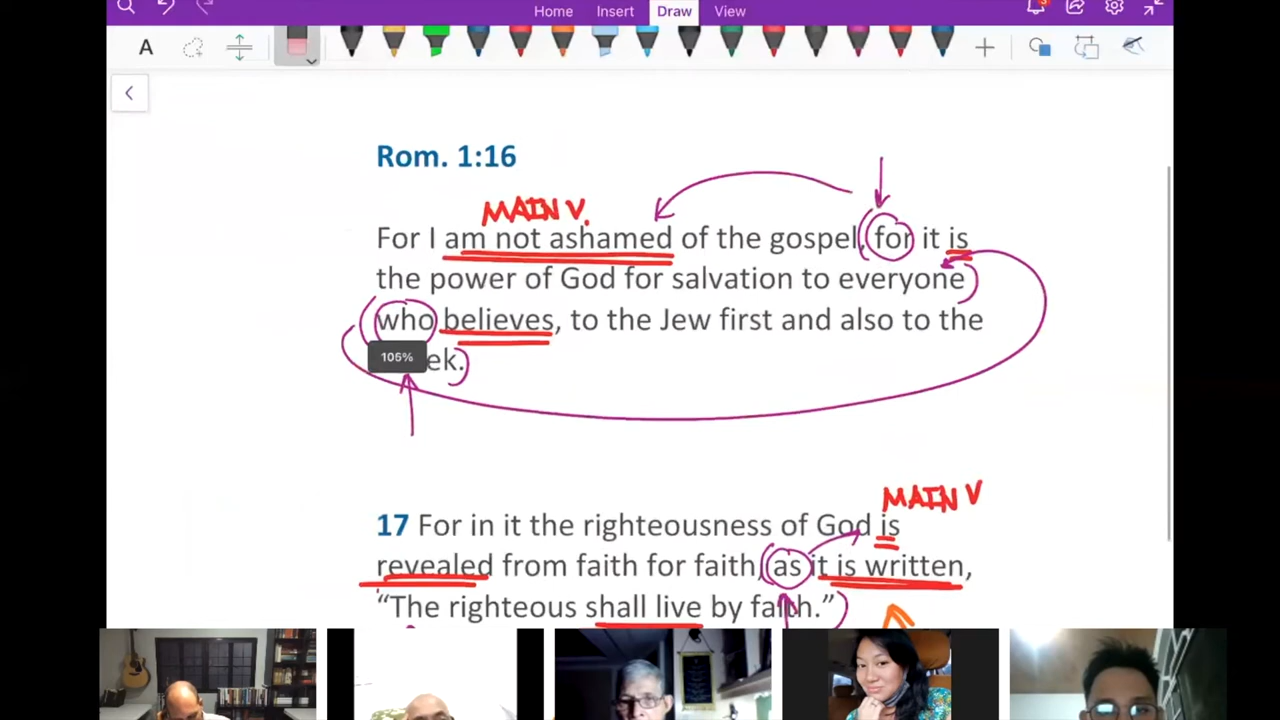 Home Insert Draw View
A
Rom. 1:16
MAIN V.
For I am not ashamed of the gospel, for it is
the power of God for salvation to everyone
who believes, to the Jew first and also to the
105% ek.
MAIN V
17 For in it the righteousness of God is
revealed from faith for faith, as it is written,
“The righteous shall live by faith.”